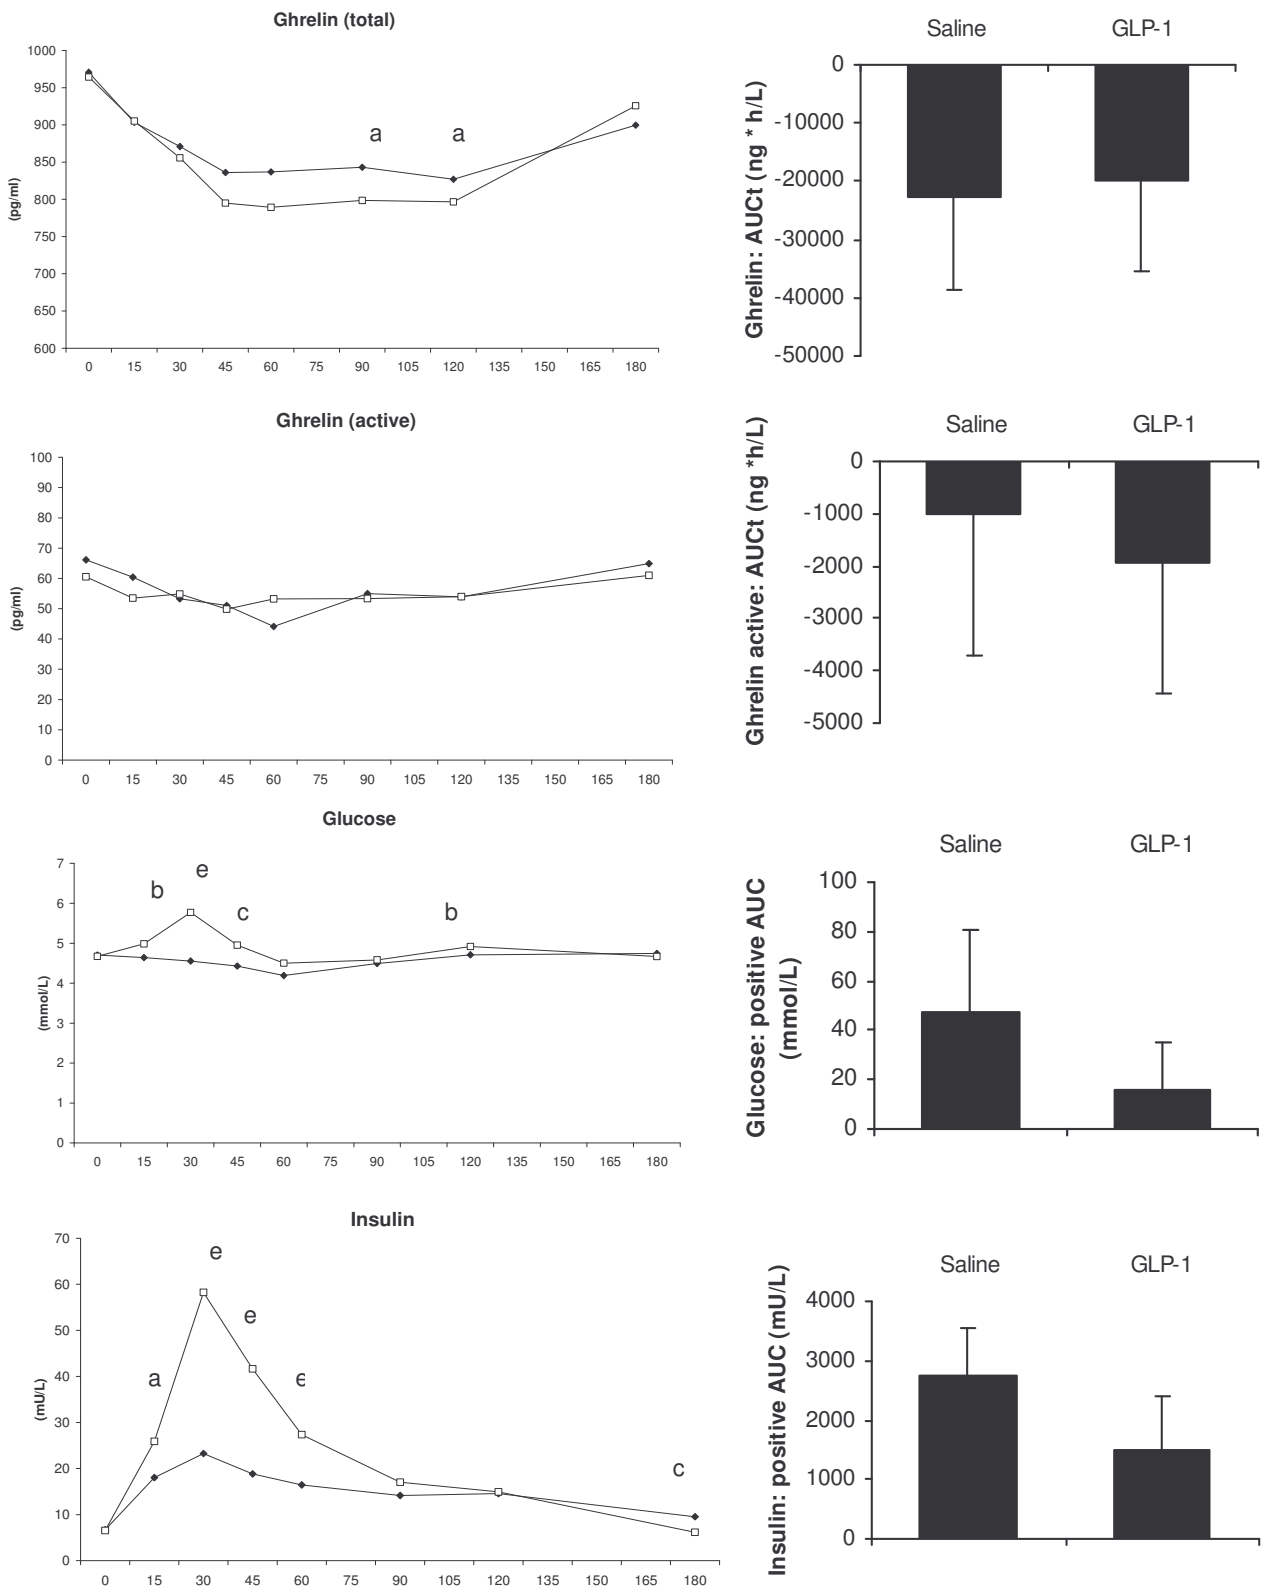 Ghrelin (total)
1000
950
900
850
800
750
700
650
600
(pg/ml)
a a
0 15 30 45 60 75 90 105 120 135 150 165 180
Saline GLP-1
Ghrelin: AUCt (ng * h/L)
0
-10000
-20000
-30000
-40000
-50000
Ghrelin (active)
100
90
80
70
60
50
40
30
20
10
0
(pg/ml)
0 15 30 45 60 75 90 105 120 135 150 165 180
Saline GLP-1
Ghrelin active: AUCt (ng *h/L)
0
-1000
-2000
-3000
-4000
-5000
Glucose
7
6
5
4
3
2
1
0
(mmol/L)
b e c b
0 15 30 45 60 90 105 120 135 150 165 180
Saline GLP-1
Glucose: positive AUC
(mmol/L)
100
80
60
40
20
0
Insulin
70
60
50
40
30
20
10
0
(mU/L)
a e e e c
0 15 30 45 60 75 90 105 120 135 150 165 180
Saline GLP-1
Insulin: positive AUC (mU/L)
4000
3000
2000
1000
0